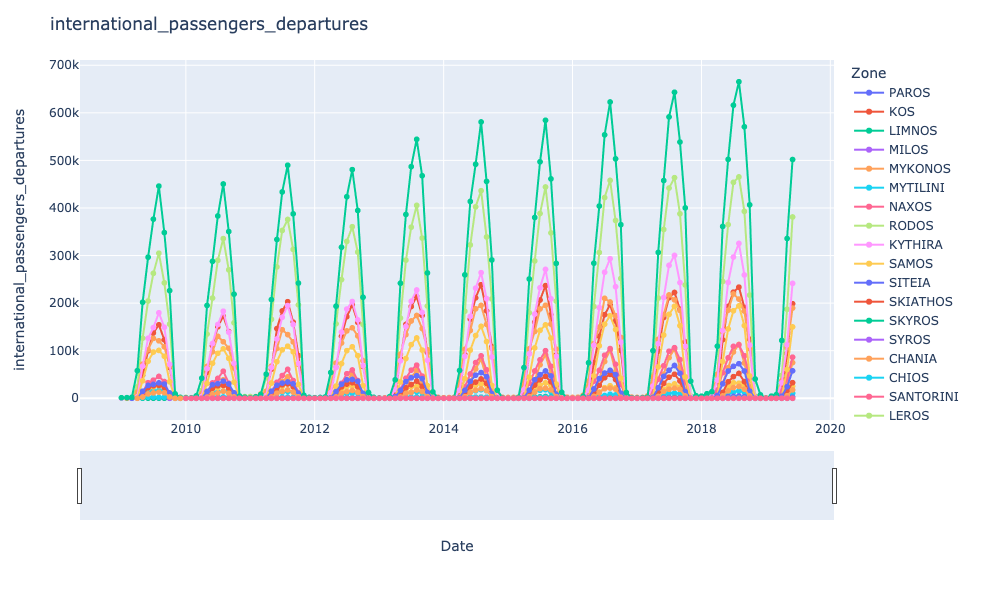 international_passengers_departures
international_passengers_departures
700k
600k
500k
400k
300k
200k
100k
0
2010
2012
2014
2016
2018
2020
Date
Zone
PAROS
KOS
LIMNOS
MILOS
MYKONOS
MYTILINI
NAXOS
RODOS
KYTHIRA
SAMOS
SITEIA
SKIATHOS
SKYROS
SYROS
CHANIA
CHIOS
SANTORINI
LEROS